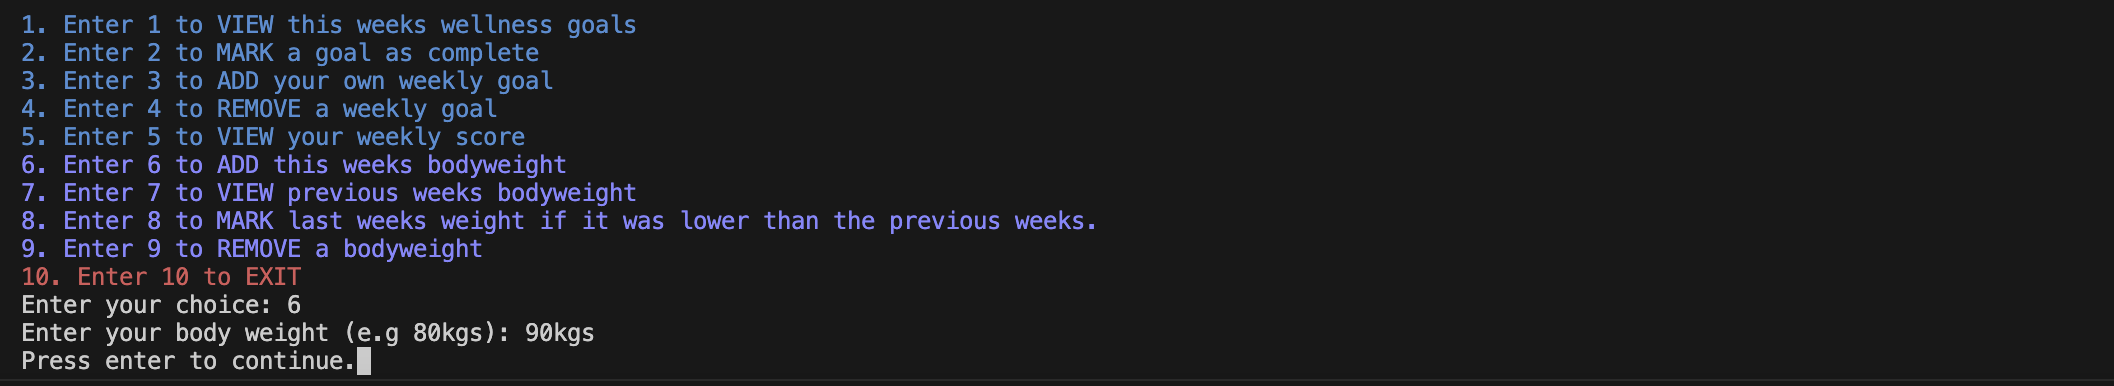 1. Enter 1 to VIEW this weeks wellness goals
2. Enter 2 to MARK a goal as complete
3. Enter 3 to ADD your own weekly goal
4. Enter 4 to REMOVE a weekly goal
5. Enter 5 to VIEW your weekly score
6. Enter 6 to ADD this weeks bodyweight
7. Enter 7 to VIEW previous weeks bodyweight
8. Enter 8 to MARK last weeks weight if it was lower than the previous weeks.
9. Enter 9 to REMOVE a bodyweight
10. Enter 10 to EXIT
Enter your choice: 6
Enter your body weight (e.g 80kgs): 90kgs
Press enter to continue.